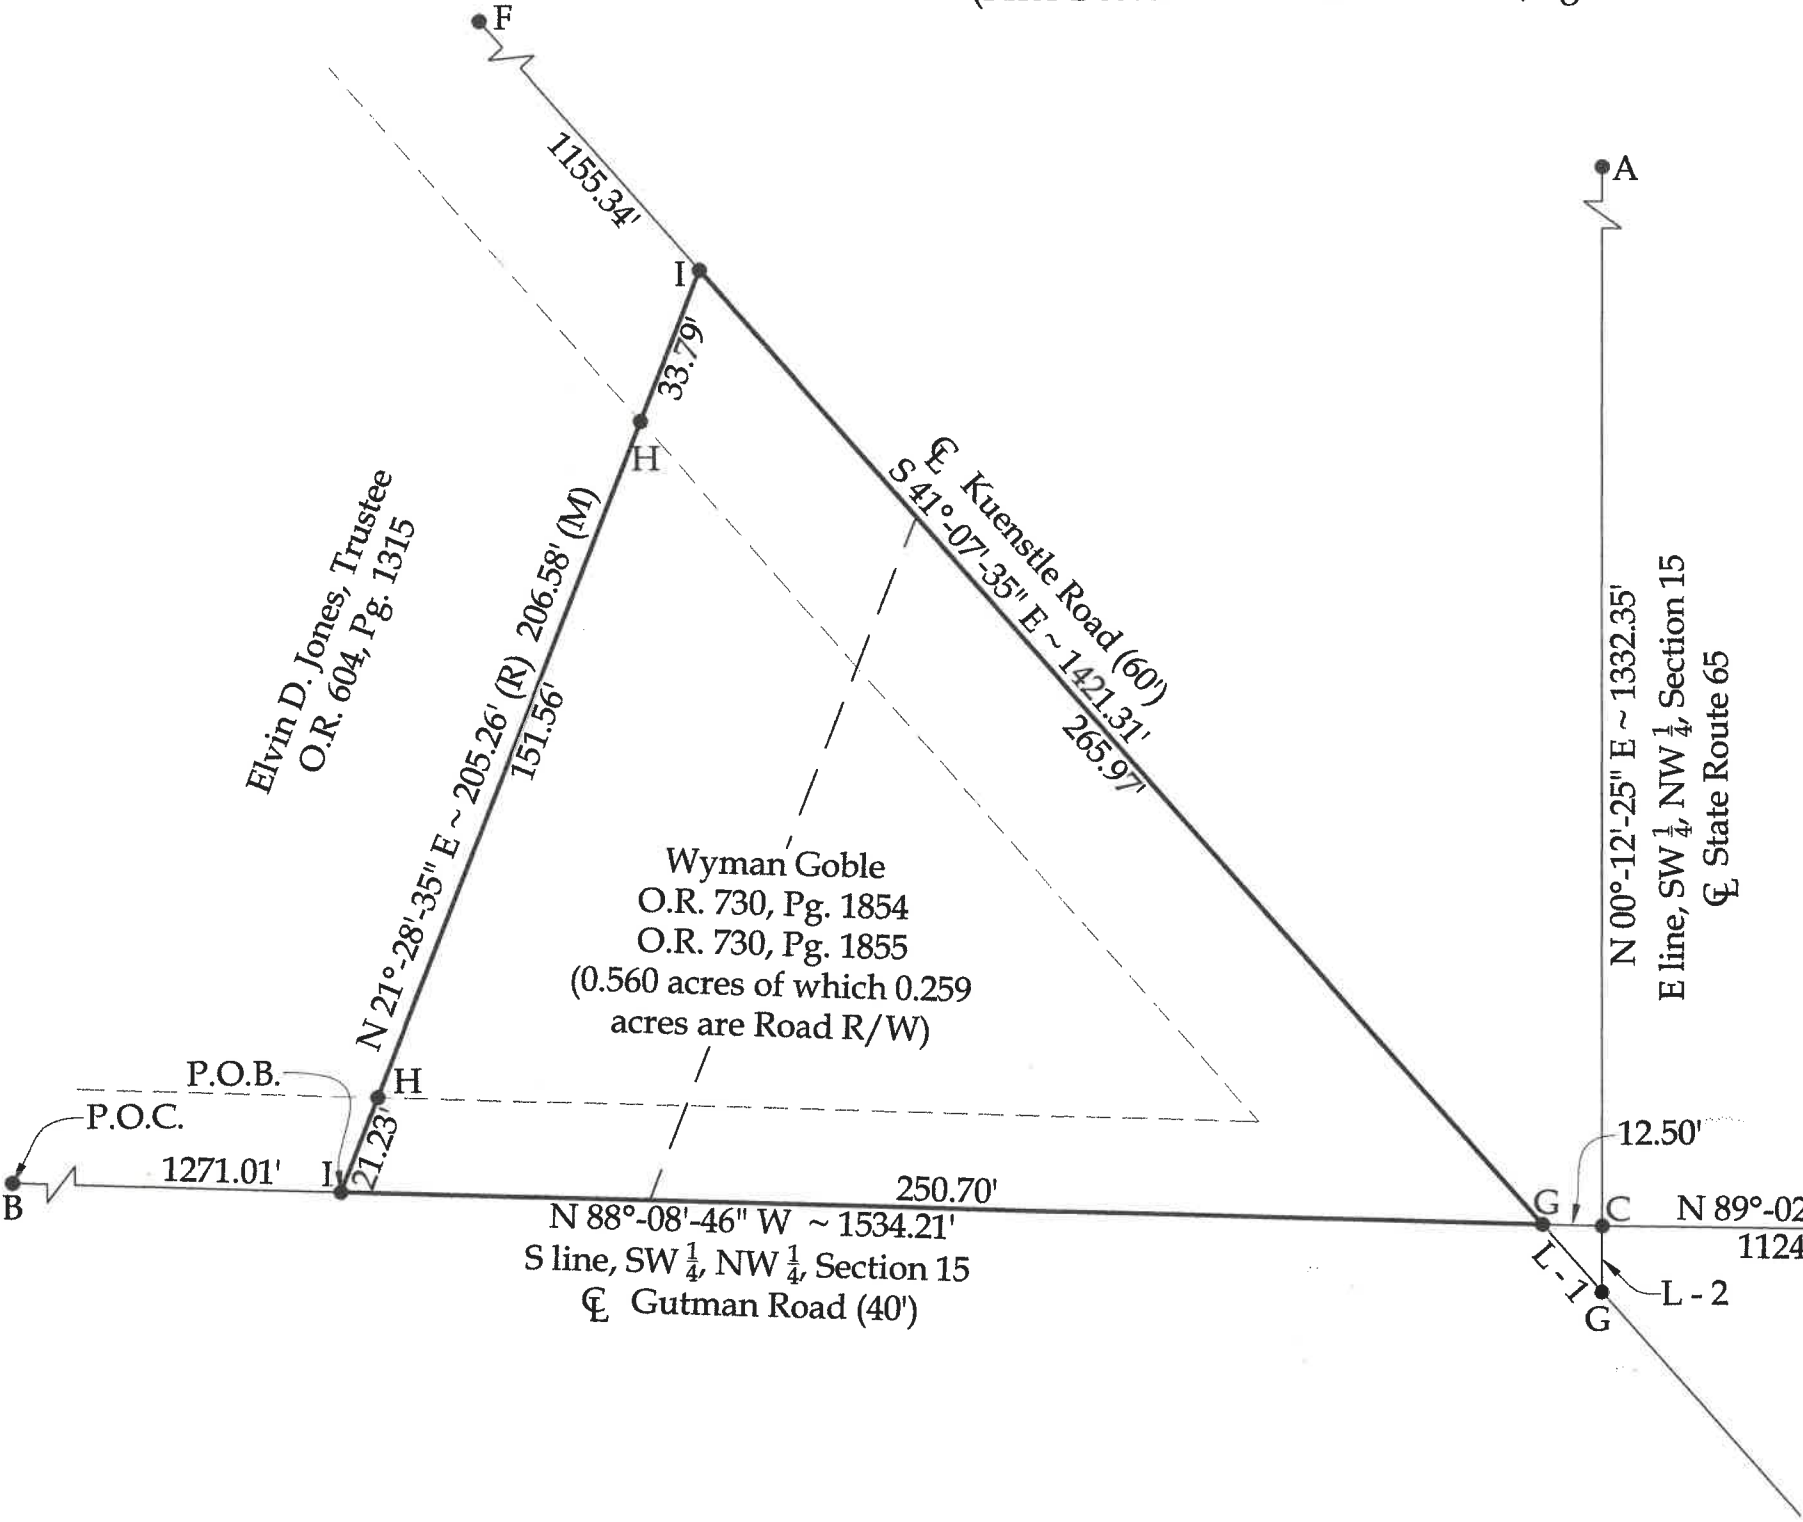 F
1155.34'
A
I
33.79'
H
℄ Kuenstle Road (60')
S 41°-07'-35" E ~ 1421.31'
265.97'
Elvin D. Jones, Trustee
O.R. 604, Pg. 1315
N 21°-28'-35" E ~ 205.26' (R) 206.58' (M)
151.56'
N 00°-12'-25" E ~ 1332.35'
E line, SW 1/4, NW 1/4, Section 15
℄ State Route 65
Wyman Goble
O.R. 730, Pg. 1854
O.R. 730, Pg. 1855
(0.560 acres of which 0.259
acres are Road R/W)
P.O.B.
H
P.O.C.
21.23'
12.50'
B
1271.01'
I
250.70'
G
C
N 89°-02
1124
N 88°-08'-46" W ~ 1534.21'
S line, SW 1/4, NW 1/4, Section 15
℄ Gutman Road (40')
L - 1
L - 2
G